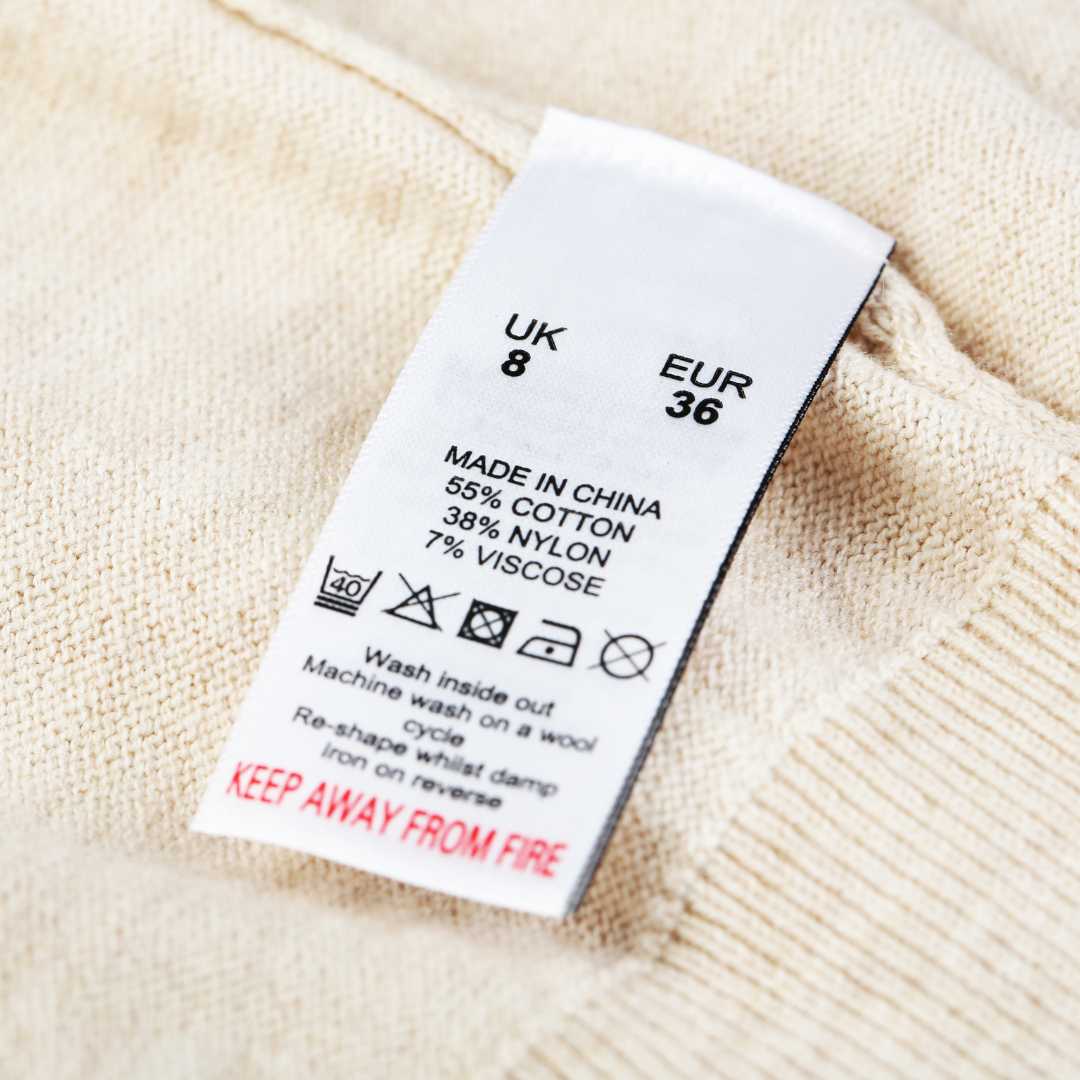 UK
8
EUR
36
MADE IN CHINA
55% COTTON
38% NYLON
7% VISCOSE
40
Wash inside out
Machine wash on a wool
cycle
Re-shape whilst damp
Iron on reverse
KEEP AWAY FROM FIRE